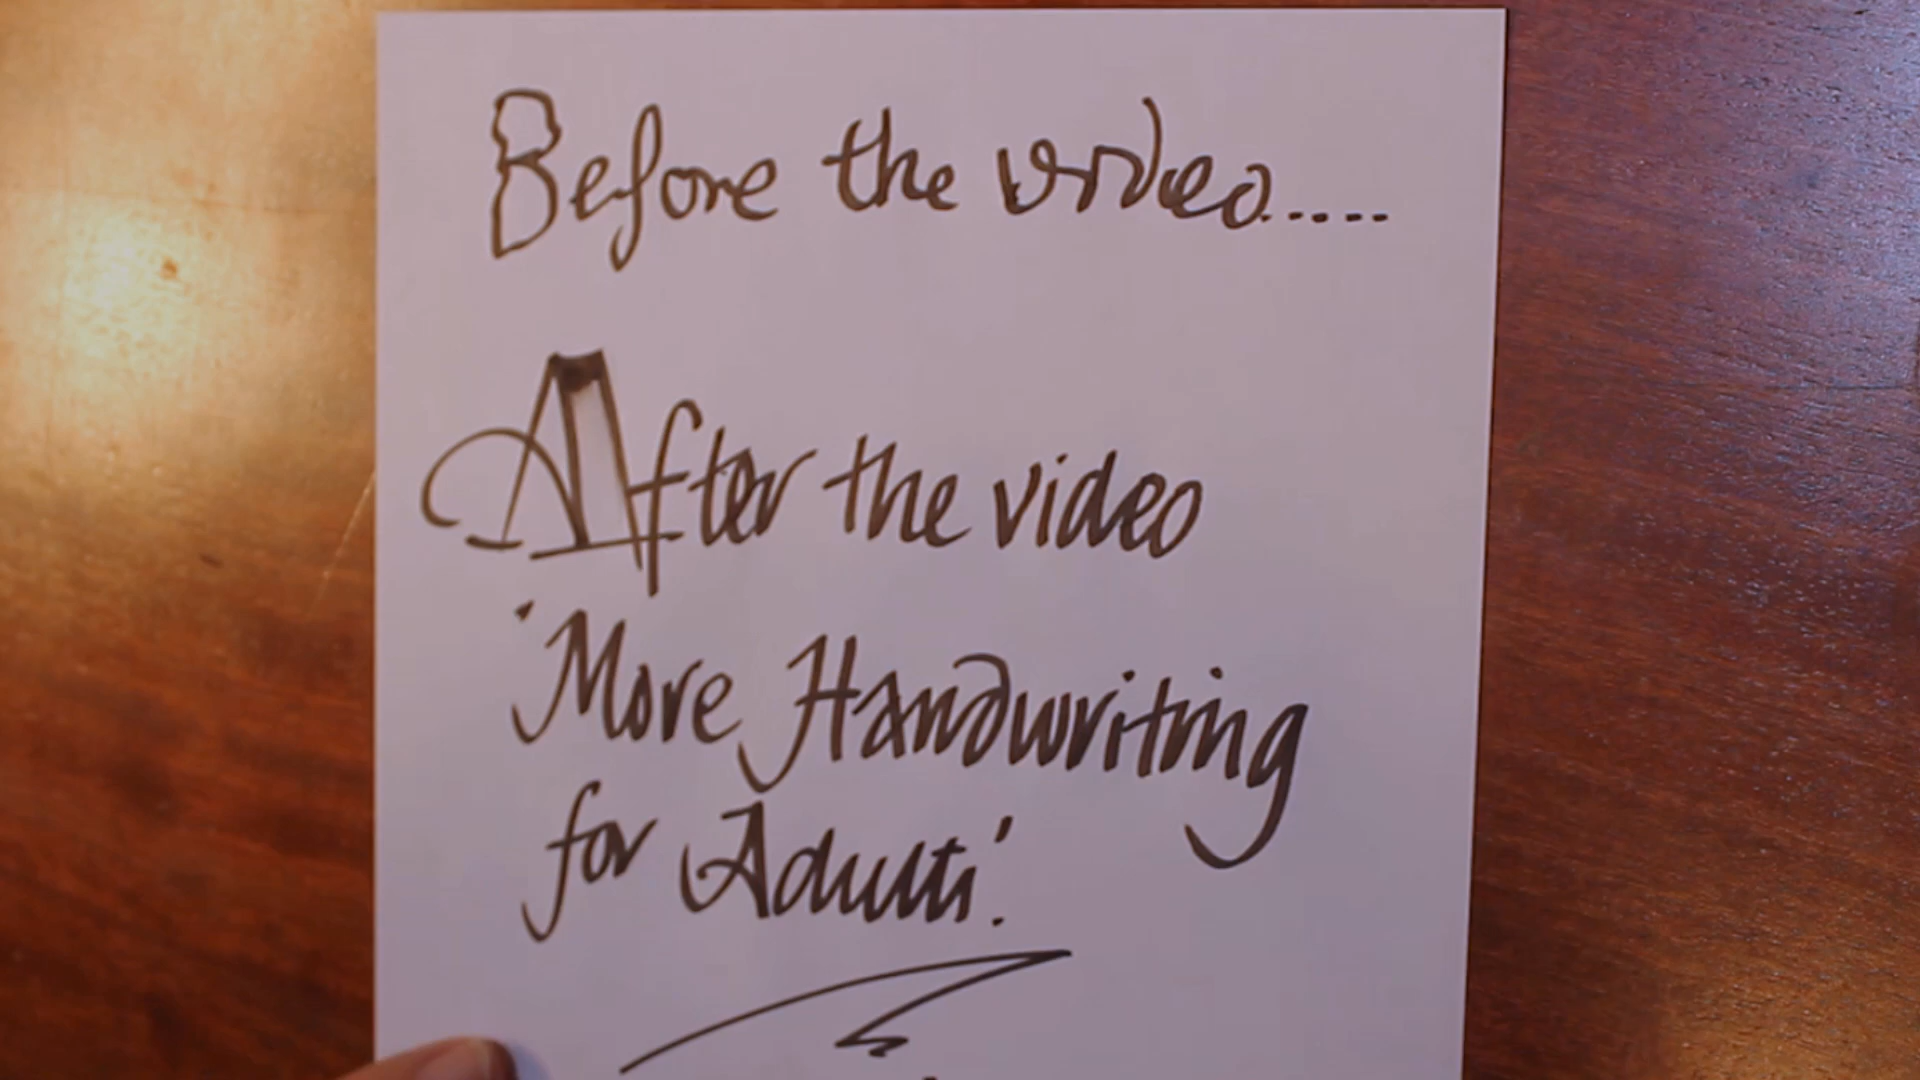 Before the video.....
After the video
'More Handwriting
for Adults'.